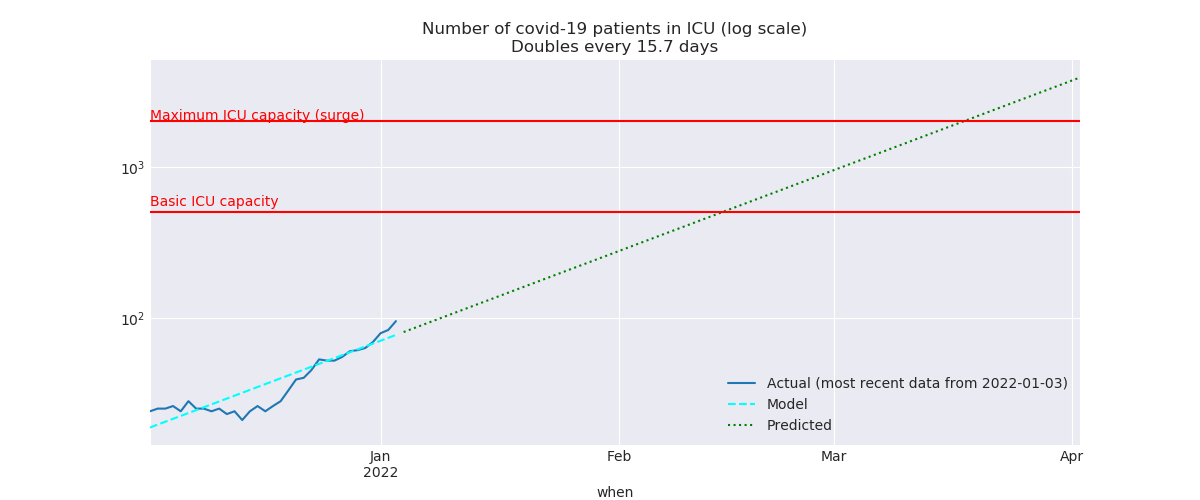 Number of covid-19 patients in ICU (log scale)
Doubles every 15.7 days
Maximum ICU capacity (surge)
10³
Basic ICU capacity
10²
Actual (most recent data from 2022-01-03)
Model
Predicted
Jan
2022
Feb
Mar
Apr
when